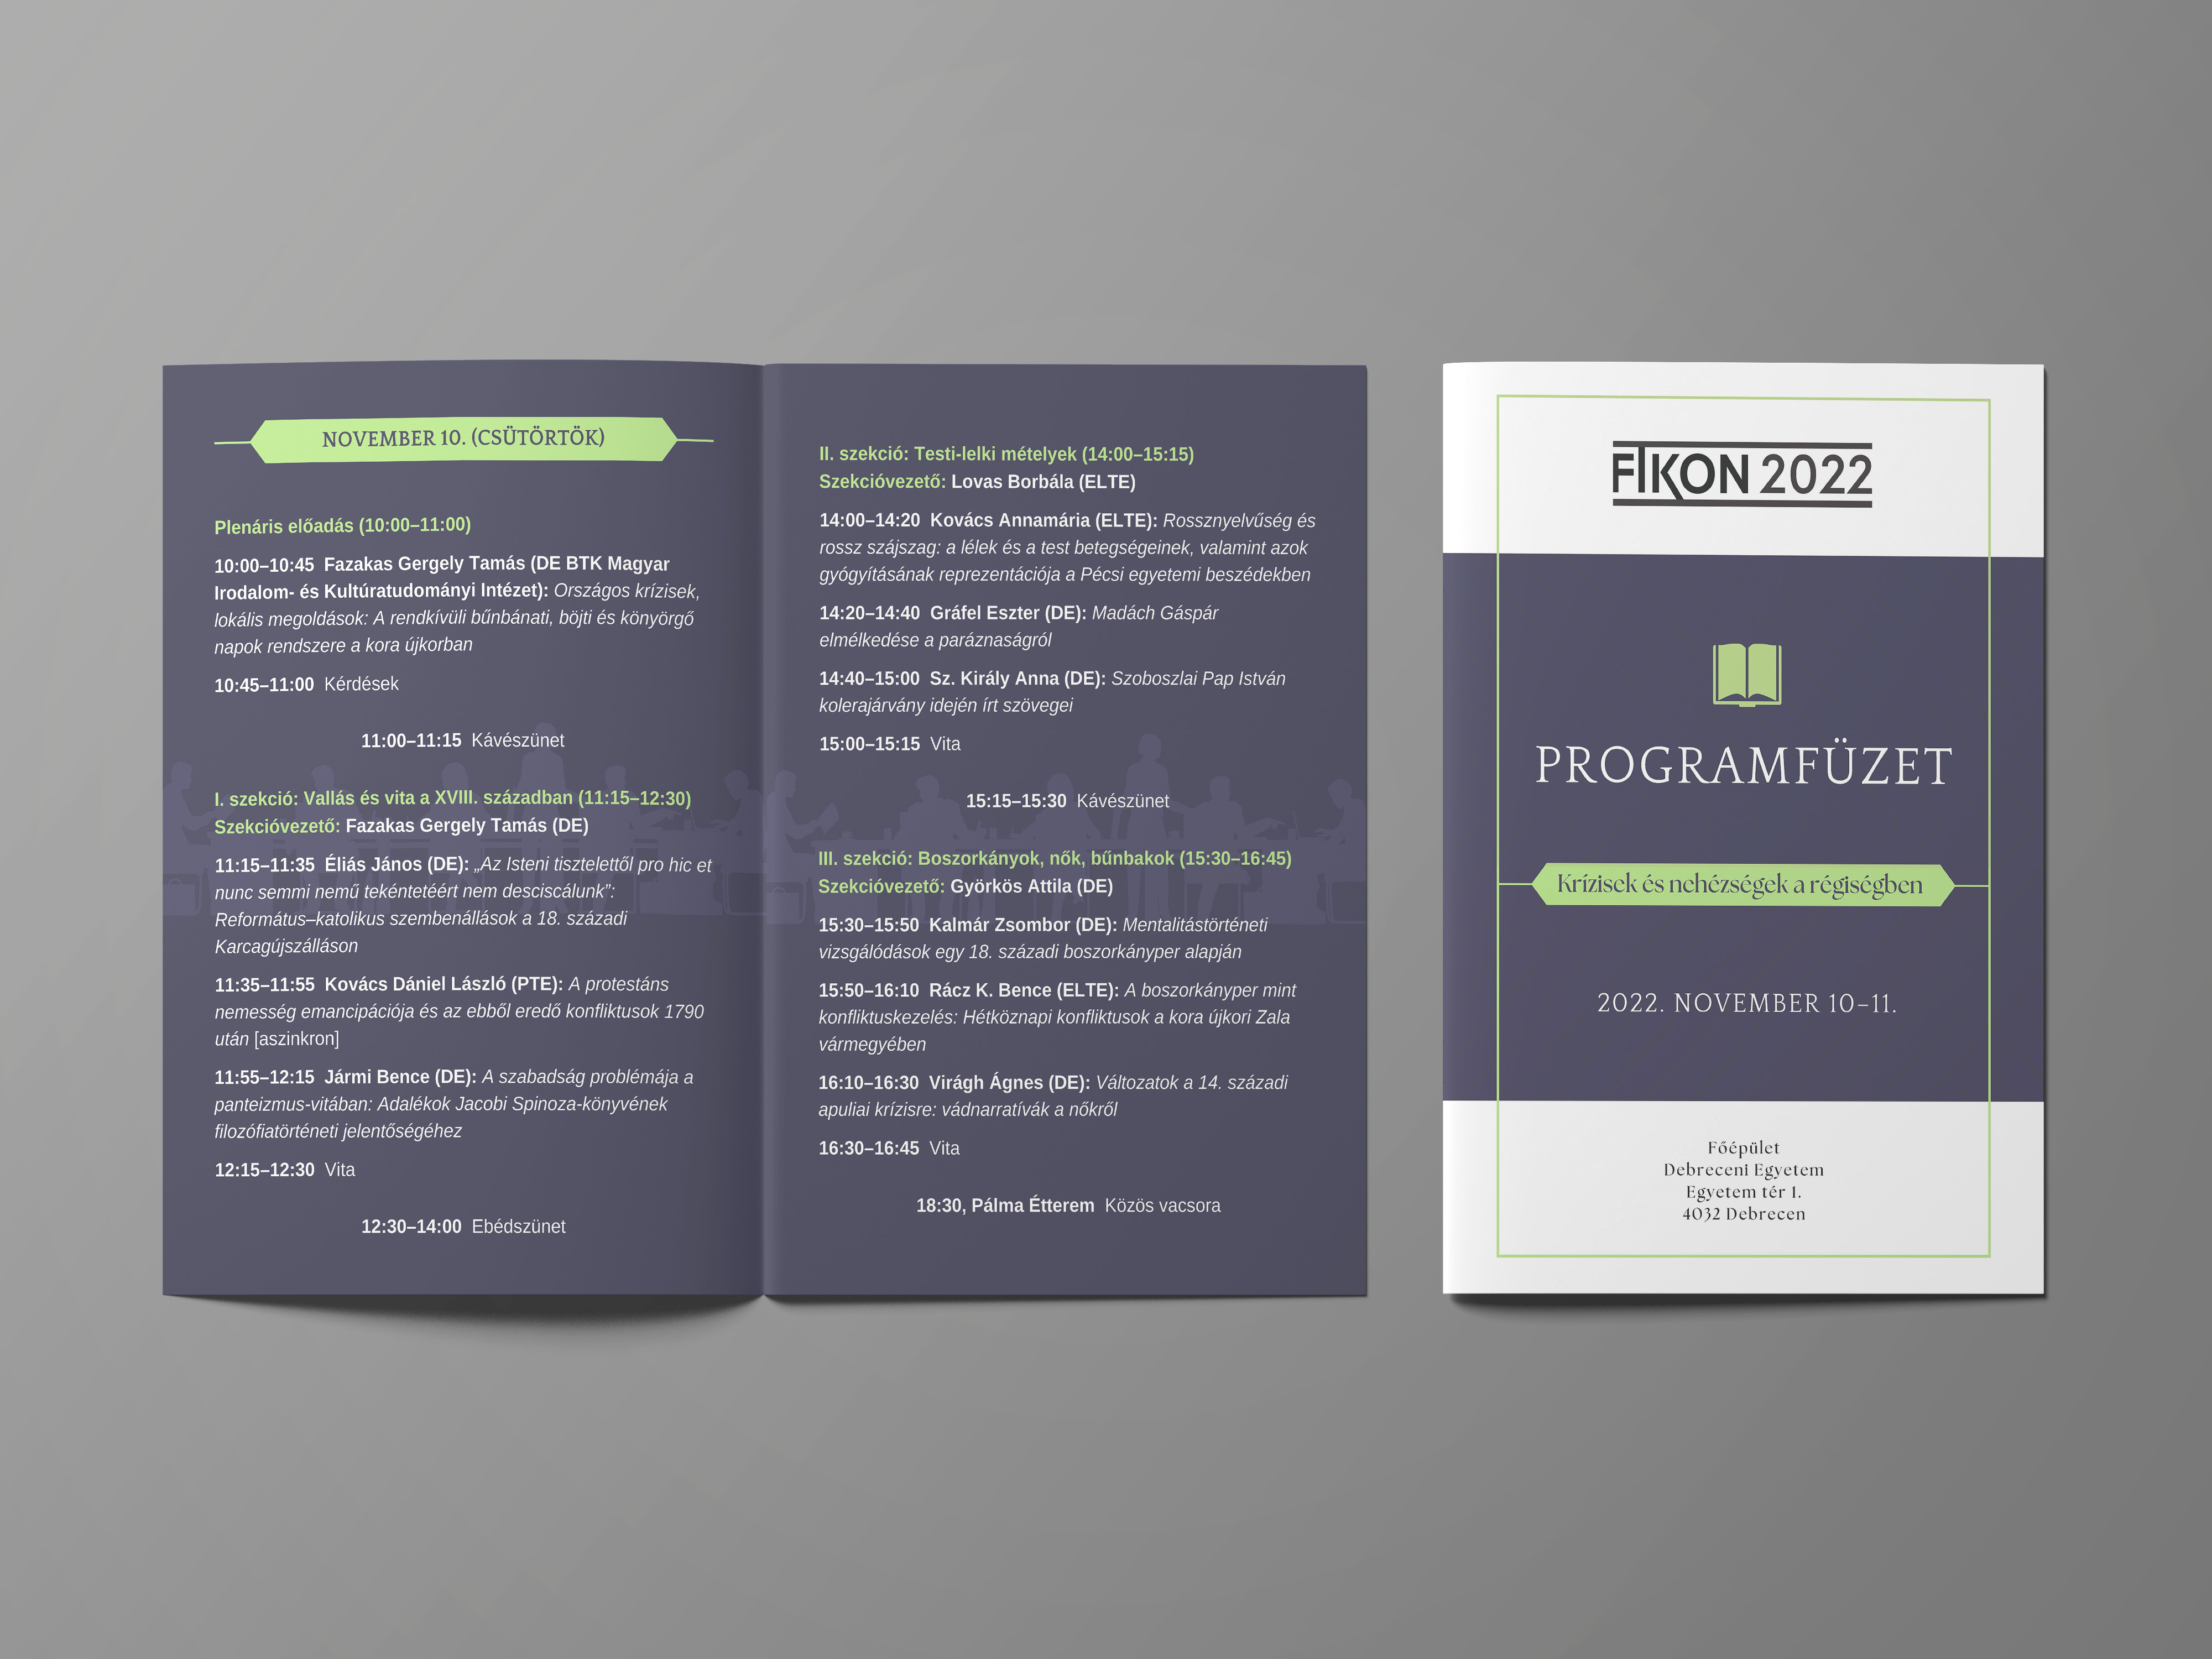 NOVEMBER 10. (CSÜTÖRTÖK)
Plenáris előadás (10:00–11:00)
10:00–10:45 Fazakas Gergely Tamás (DE BTK Magyar
Irodalom- és Kultúratudományi Intézet): Országos krízisek,
lokális megoldások: A rendkívüli bűnbánati, böjti és könyörgő
napok rendszere a kora újkorban
10:45–11:00 Kérdések
11:00–11:15 Kávészünet
I. szekció: Vallás és vita a XVIII. században (11:15–12:30)
Szekcióvezető: Fazakas Gergely Tamás (DE)
11:15–11:35 Éliás János (DE): „Az Isteni tisztelettől pro hic et
nunc semmi nemű tekéntetéért nem desciscálunk”:
Református–katolikus szembenállások a 18. századi
Karcagújszálláson
11:35–11:55 Kovács Dániel László (PTE): A protestáns
nemesség emancipációja és az ebből eredő konfliktusok 1790
után [aszinkron]
11:55–12:15 Jármi Bence (DE): A szabadság problémája a
panteizmus-vitában: Adalékok Jacobi Spinoza-könyvének
filozófiatörténeti jelentőségéhez
12:15–12:30 Vita
12:30–14:00 Ebédszünet
II. szekció: Testi-lelki mételyek (14:00–15:15)
Szekcióvezető: Lovas Borbála (ELTE)
14:00–14:20 Kovács Annamária (ELTE): Rossznyelvűség és
rossz szájszag: a lélek és a test betegségeinek, valamint azok
gyógyításának reprezentációja a Pécsi egyetemi beszédekben
14:20–14:40 Gráfel Eszter (DE): Madách Gáspár
elmélkedése a paráznaságról
14:40–15:00 Sz. Király Anna (DE): Szoboszlai Pap István
kolerajárvány idején írt szövegei
15:00–15:15 Vita
15:15–15:30 Kávészünet
III. szekció: Boszorkányok, nők, bűnbakok (15:30–16:45)
Szekcióvezető: Györkös Attila (DE)
15:30–15:50 Kalmár Zsombor (DE): Mentalitástörténeti
vizsgálódások egy 18. századi boszorkányper alapján
15:50–16:10 Rácz K. Bence (ELTE): A boszorkányper mint
konfliktuskezelés: Hétköznapi konfliktusok a kora újkori Zala
vármegyében
16:10–16:30 Virágh Ágnes (DE): Változatok a 14. századi
apuliai krízisre: vádnarratívák a nőkről
16:30–16:45 Vita
18:30, Pálma Étterem Közös vacsora
FIKON 2022
PROGRAMFÜZET
Krízisek és nehézségek a régiségben
2022. NOVEMBER 10–11.
Főépület
Debreceni Egyetem
Egyetem tér 1.
4032 Debrecen